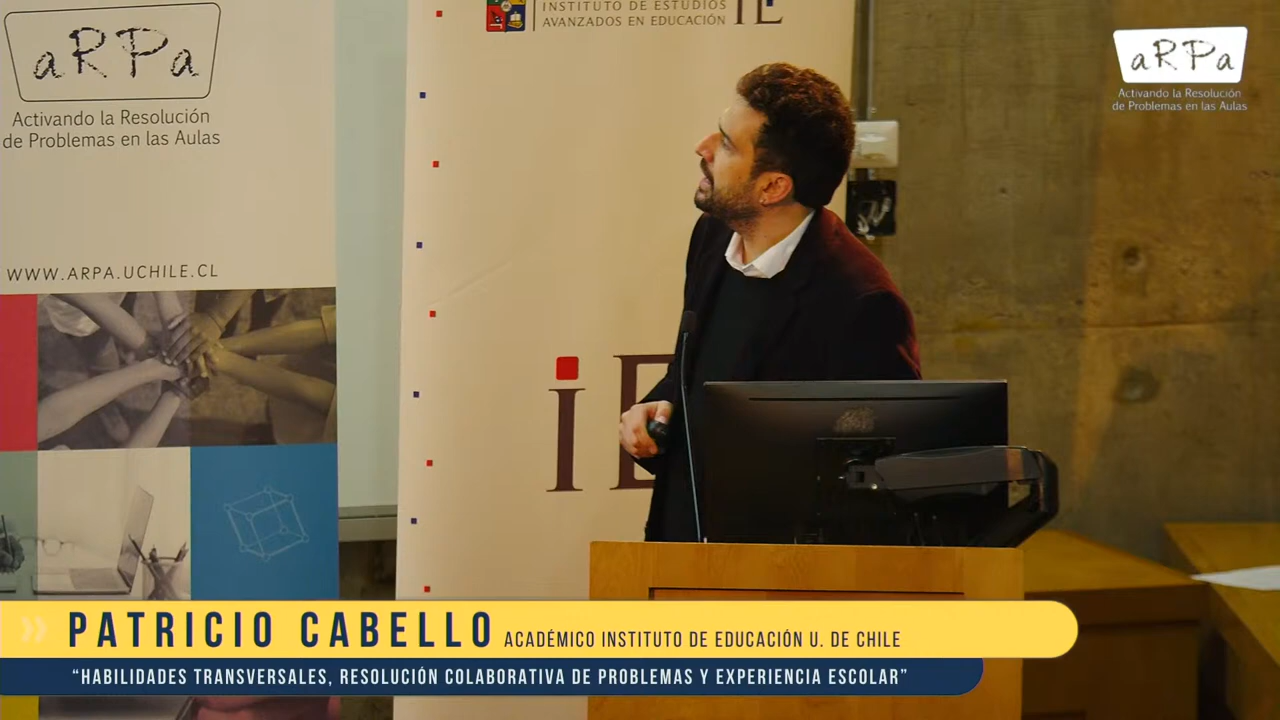 aRPa
Activando la Resolución
de Problemas en las Aulas
WWW.ARPA.UCHILE.CL
INSTITUTO DE ESTUDIOS
AVANZADOS EN EDUCACIÓN
IE
iE
aRPa
Activando la Resolución
de Problemas en las Aulas
PATRICIO CABELLO ACADÉMICO INSTITUTO DE EDUCACIÓN U. DE CHILE
“HABILIDADES TRANSVERSALES, RESOLUCIÓN COLABORATIVA DE PROBLEMAS Y EXPERIENCIA ESCOLAR”